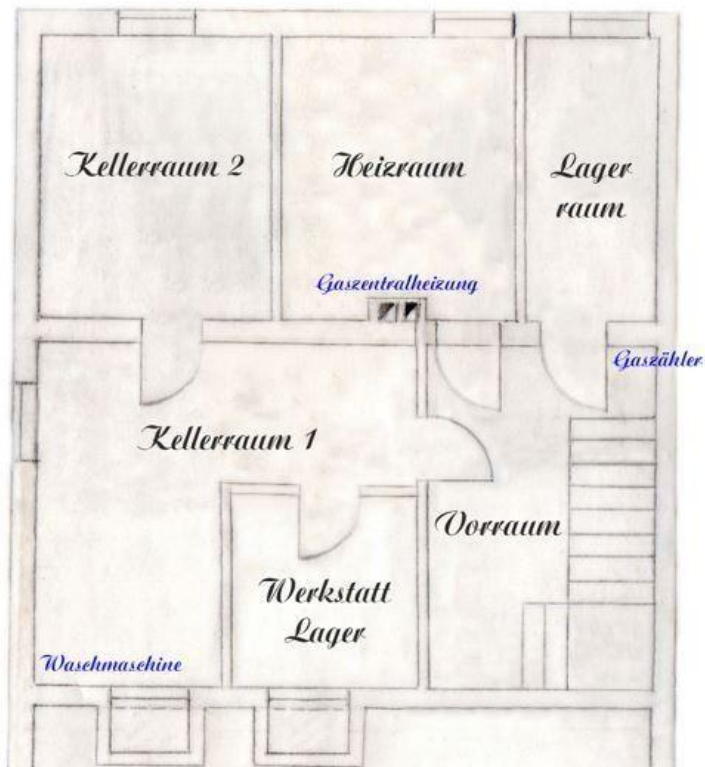 Kellerraum 2
Heizraum
Lager
raum
Gaszentralheizung
Gaszähler
Kellerraum 1
Vorraum
Werkstatt
Lager
Waschmaschine